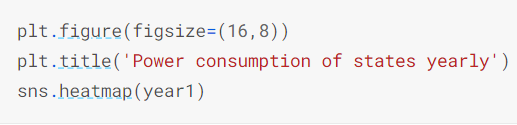 plt.figure(figsize=(16,8))
plt.title('Power consumption of states yearly')
sns.heatmap(year1)